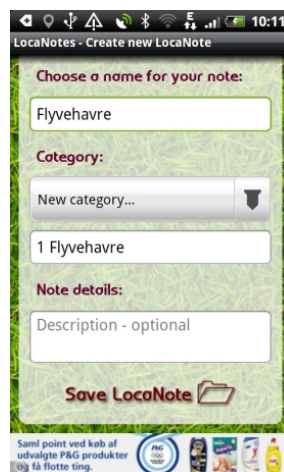 10:11
LocaNotes - Create new LocaNote
Choose a name for your note:
Flyvehavre
Category:
New category...
1 Flyvehavre
Note details:
Description - optional
Save LocaNote
Saml point ved køb af
udvalgte P&G produkter
og få flotte ting.
P&G